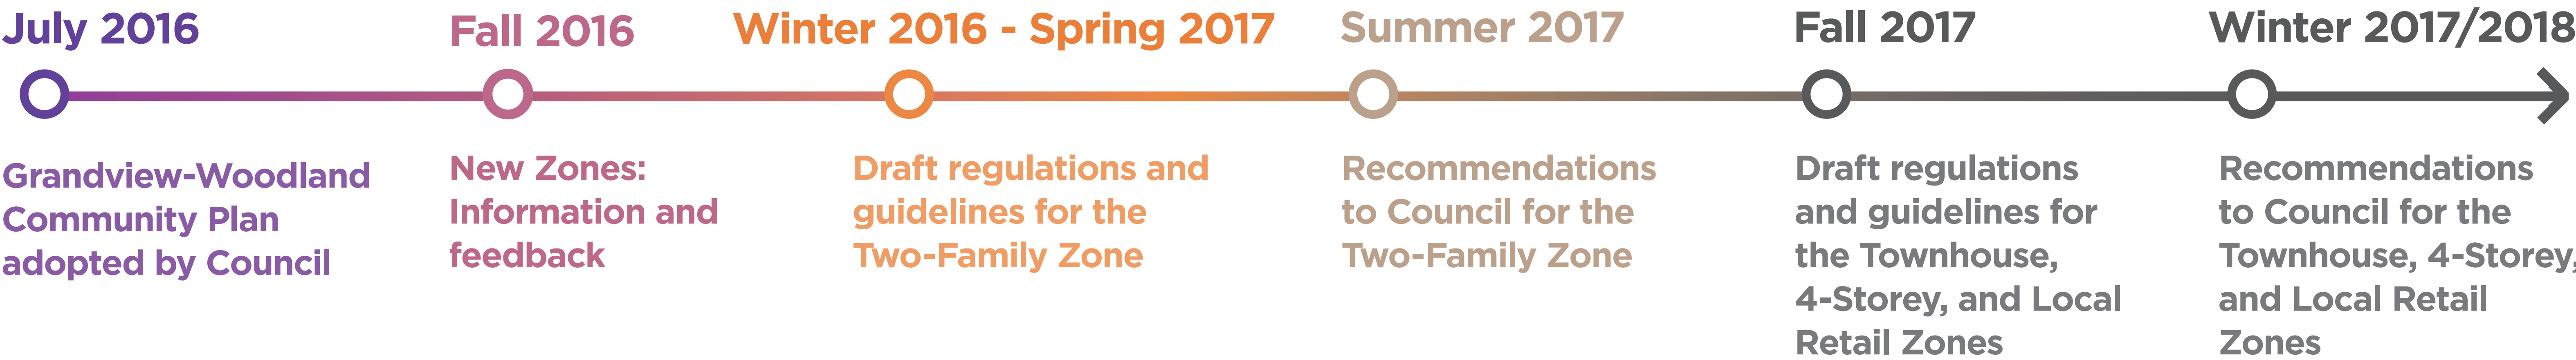 July 2016
Grandview-Woodland
Community Plan
adopted by Council
Fall 2016
New Zones:
Information and
feedback
Winter 2016 - Spring 2017
Draft regulations and
guidelines for the
Two-Family Zone
Summer 2017
Recommendations
to Council for the
Two-Family Zone
Fall 2017
Draft regulations
and guidelines for
the Townhouse,
4-Storey, and Local
Retail Zones
Winter 2017/2018
Recommendations
to Council for the
Townhouse, 4-Storey,
and Local Retail
Zones